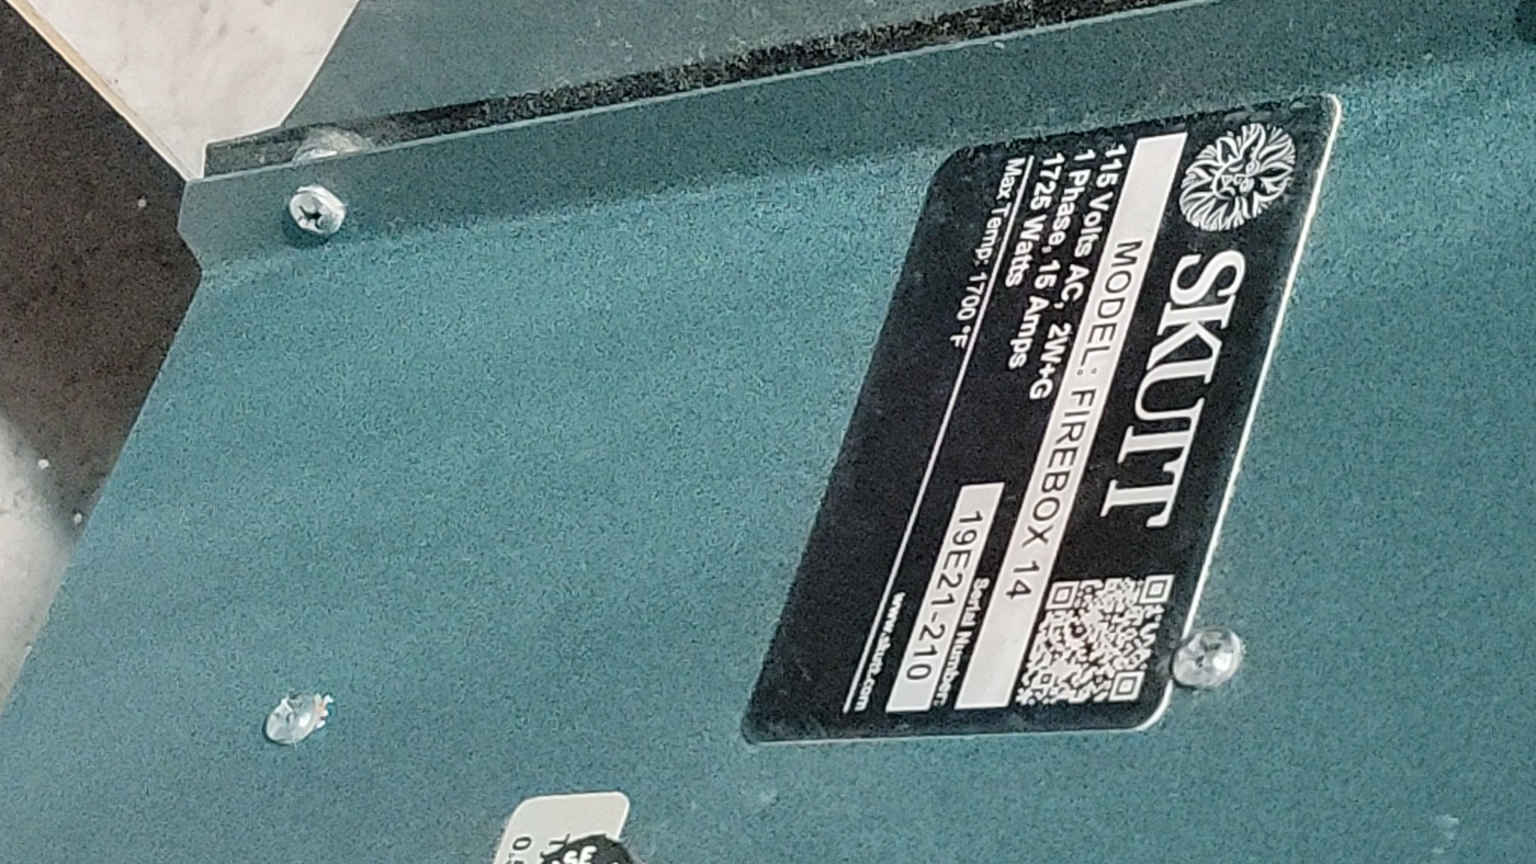 SKUTT
MODEL: FIREBOX 14
115 Volts AC, 2W+G
1 Phase, 15 Amps
1725 Watts
Serial Number:
19E21-210
Max Temp: 1700 °F
www.skutt.com